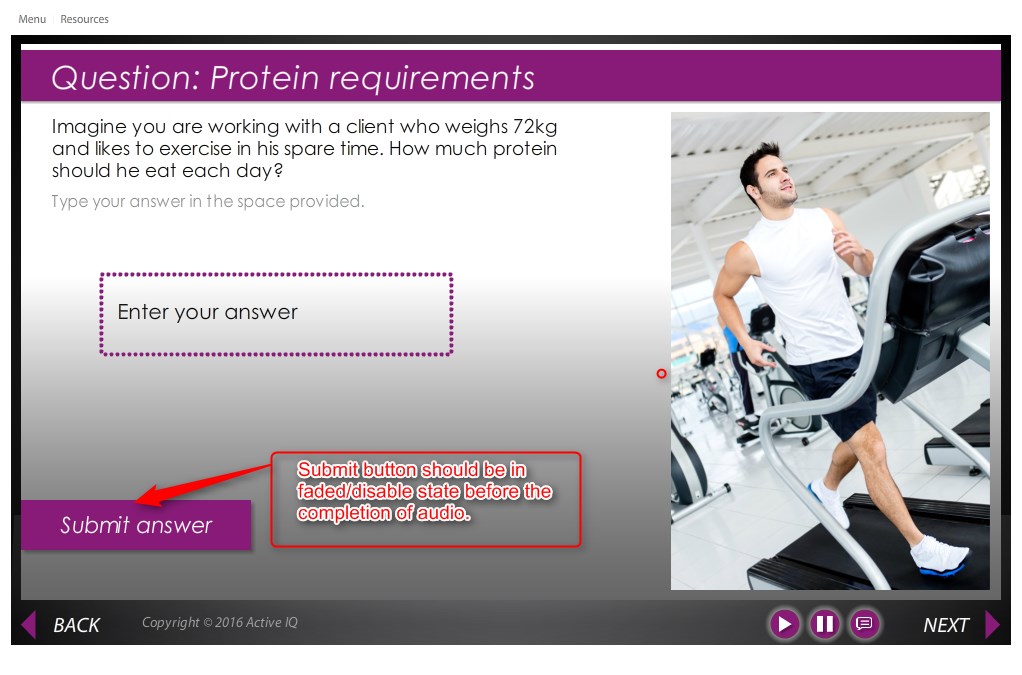 Menu Resources
Question: Protein requirements
Imagine you are working with a client who weighs 72kg
and likes to exercise in his spare time. How much protein
should he eat each day?
Type your answer in the space provided.
Enter your answer
Submit button should be in
faded/disable state before the
completion of audio.
Submit answer
BACK Copyright © 2016 Active IQ NEXT